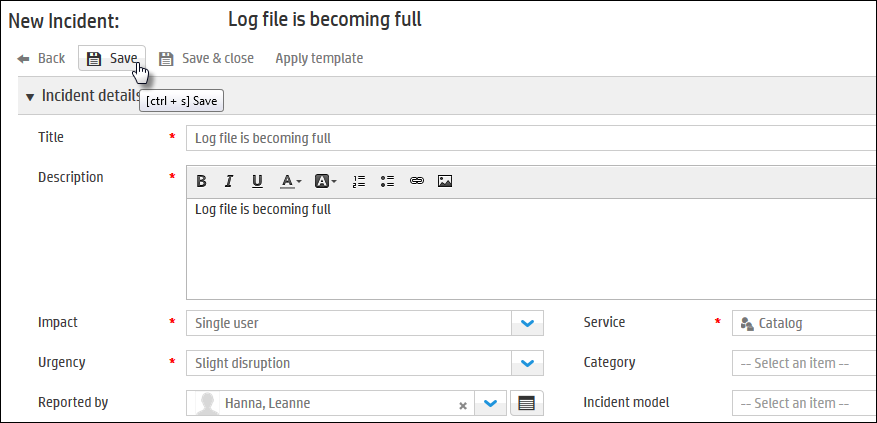 New Incident: Log file is becoming full
Back Save Save & close Apply template
Incident details
[ctrl + s] Save
Title * Log file is becoming full
Description * B I U A A
Log file is becoming full
Impact * Single user Service * Catalog
Urgency * Slight disruption Category -- Select an item --
Reported by Hanna, Leanne Incident model -- Select an item --